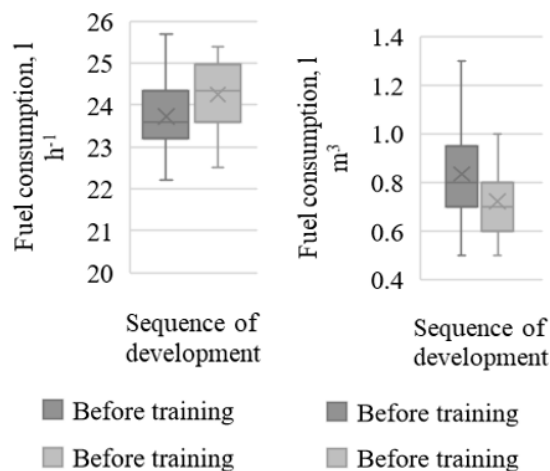 Fuel consumption, l
h-1
26
25
24
23
22
21
20
Sequence of
development
Before training
Before training
Fuel consumption, l
m³
1.4
1.2
1.0
0.8
0.6
0.4
Sequence of
development
Before training
Before training